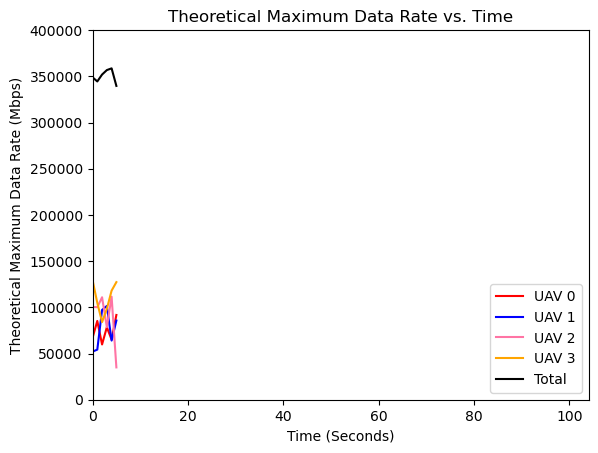 Theoretical Maximum Data Rate vs. Time
Theoretical Maximum Data Rate (Mbps)
400000
350000
300000
250000
200000
150000
100000
50000
0
0 20 40 60 80 100
Time (Seconds)
UAV 0
UAV 1
UAV 2
UAV 3
Total